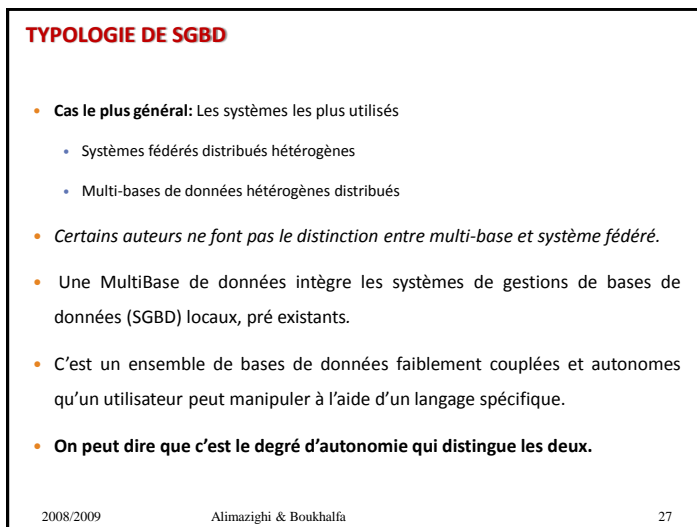 TYPOLOGIE DE SGBD
• Cas le plus général: Les systèmes les plus utilisés
• Systèmes fédérés distribués hétérogènes
• Multi-bases de données hétérogènes distribués
• Certains auteurs ne font pas le distinction entre multi-base et système fédéré.
• Une MultiBase de données intègre les systèmes de gestions de bases de
données (SGBD) locaux, pré existants.
• C’est un ensemble de bases de données faiblement couplées et autonomes
qu’un utilisateur peut manipuler à l’aide d’un langage spécifique.
• On peut dire que c’est le degré d’autonomie qui distingue les deux.
2008/2009 Alimazighi & Boukhalfa 27